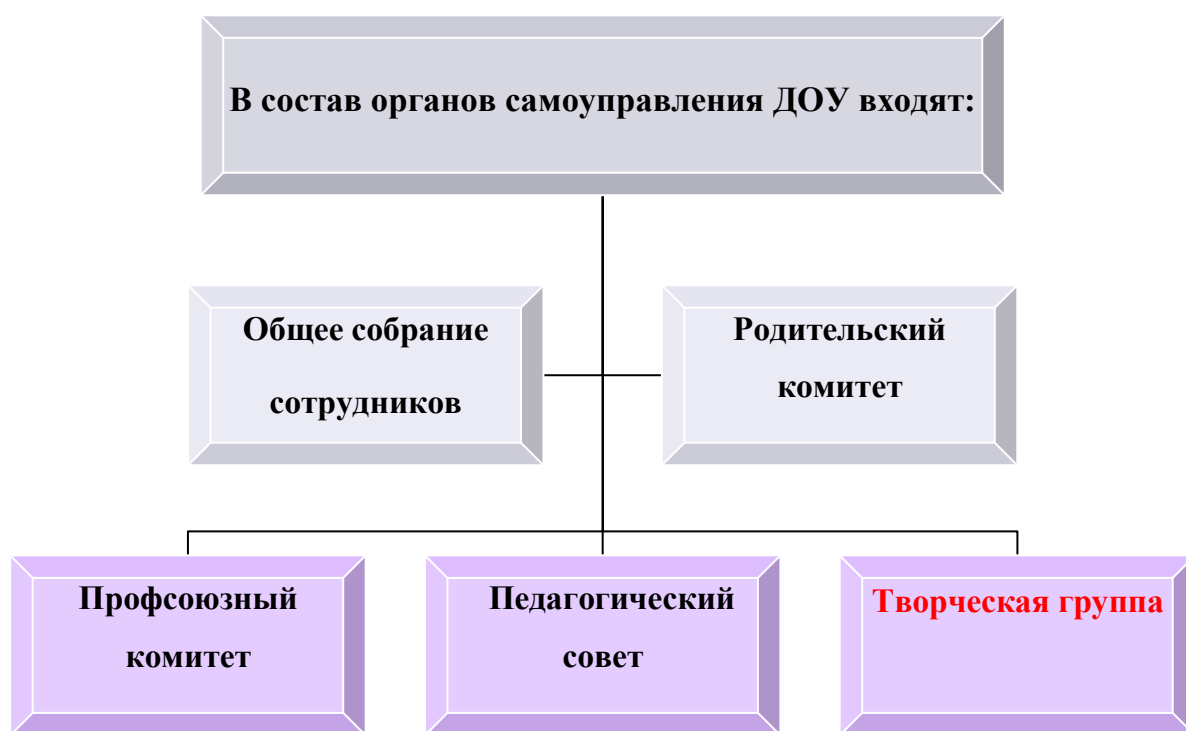 В состав органов самоуправления ДОУ входят:
Общее собрание
сотрудников
Родительский
комитет
Профсоюзный
комитет
Педагогический
совет
Творческая группа